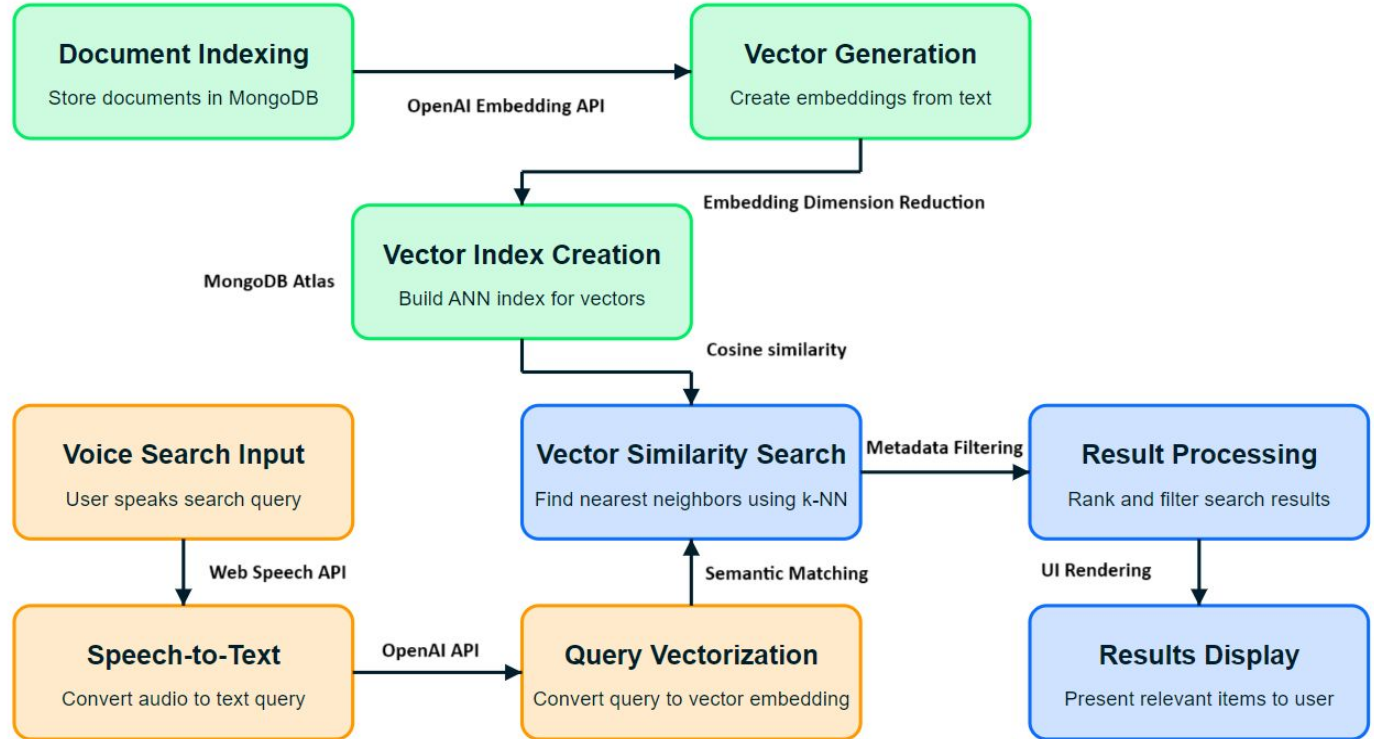 Document Indexing
Store documents in MongoDB
OpenAI Embedding API
Vector Generation
Create embeddings from text
Embedding Dimension Reduction
MongoDB Atlas
Vector Index Creation
Build ANN index for vectors
Cosine similarity
Voice Search Input
User speaks search query
Vector Similarity Search
Find nearest neighbors using k-NN
Metadata Filtering
Result Processing
Rank and filter search results
Web Speech API
Semantic Matching
UI Rendering
Speech-to-Text
Convert audio to text query
OpenAI API
Query Vectorization
Convert query to vector embedding
Results Display
Present relevant items to user